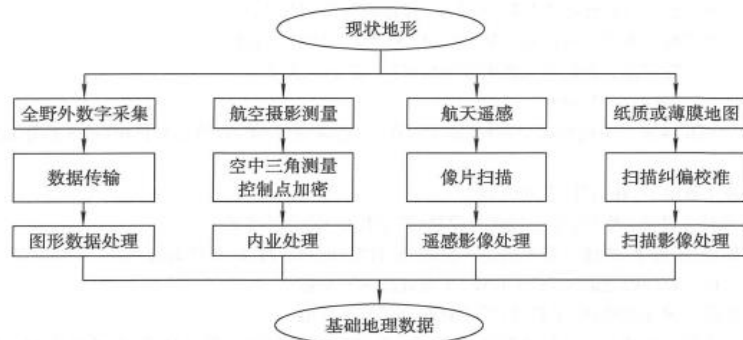 现状地形
全野外数字采集
航空摄影测量
航天遥感
纸质或薄膜地图
数据传输
空中三角测量
控制点加密
像片扫描
扫描纠偏校准
图形数据处理
内业处理
遥感影像处理
扫描影像处理
基础地理数据